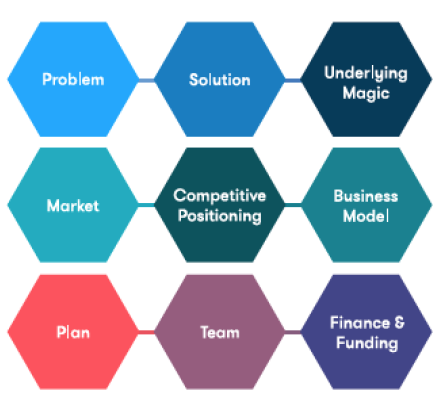 Problem
Solution
Underlying
Magic
Market
Competitive
Positioning
Business
Model
Plan
Team
Finance &
Funding